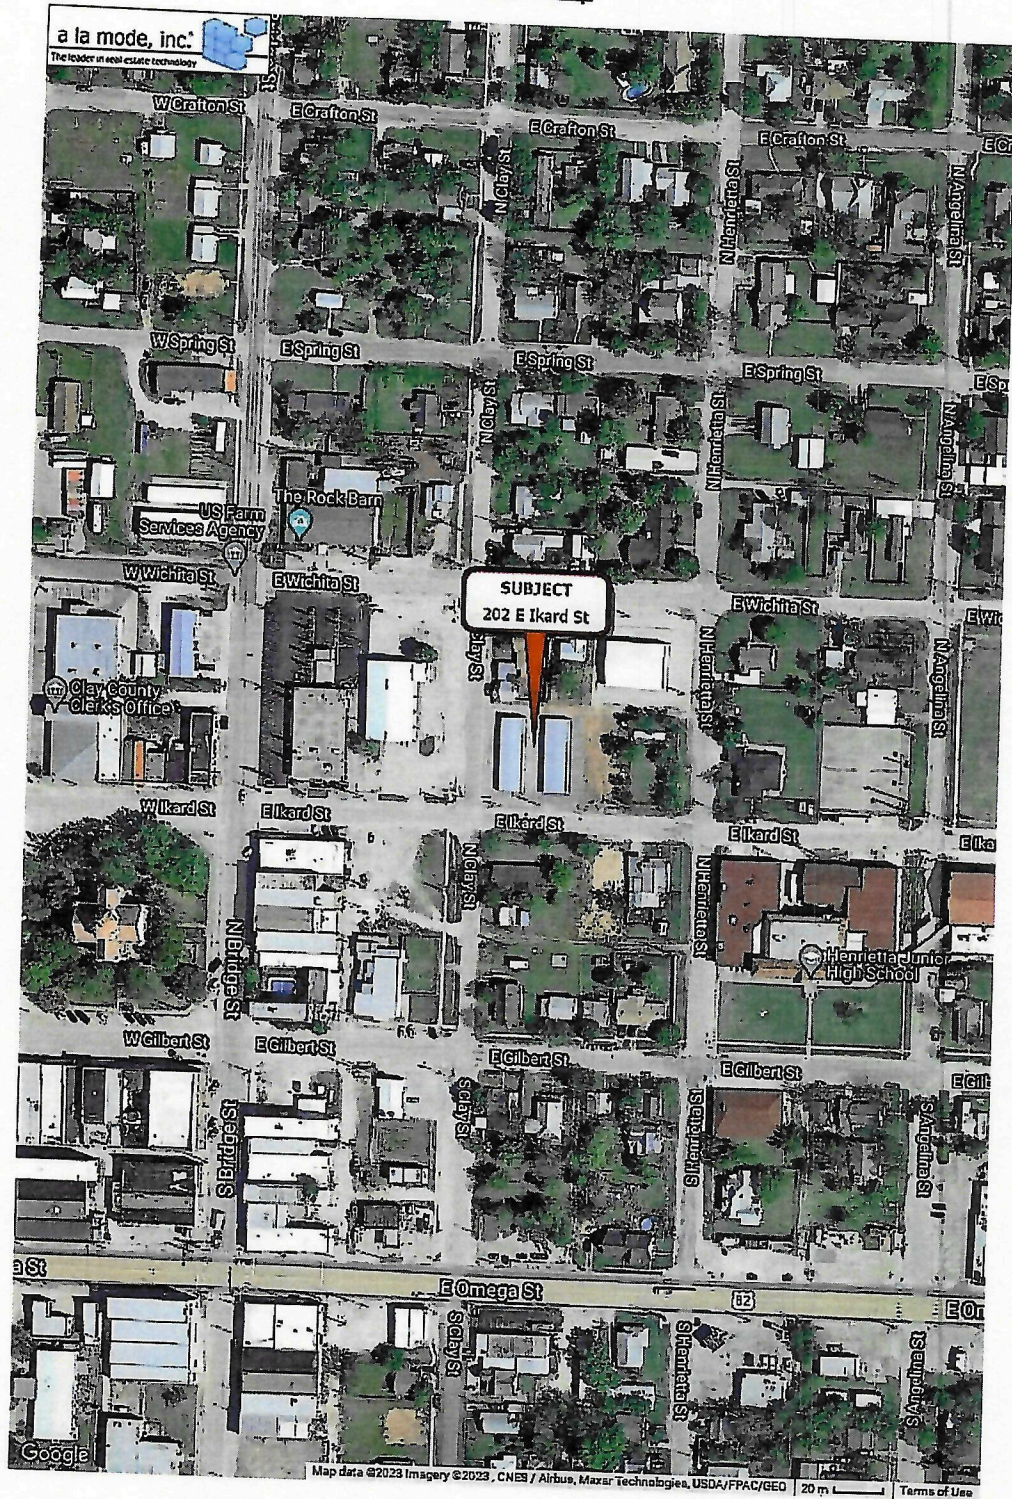 a la mode, inc.®
The leader in real estate technology
W Crafton St
E Crafton St
E Crafton St
E Crafton St
N Clay St
N Henrietta St
N Angelina St
W Spring St
E Spring St
E Spring St
E Spring St
E Sp
N Clay St
N Henrietta St
N Angelina St
The Rock Barn
US Farm
Services Agency
W Wichita St
E Wichita St
SUBJECT
202 E Ikard St
E Wichita St
E Wic
Clay St
N Henrietta St
N Angelina St
Clay County
Clerk's Office
W Ikard St
E Ikard St
E Ikard St
E Ikard St
E Ika
N Clay St
N Henrietta St
N Bridge St
Henrietta Junior
High School
W Gilbert St
E Gilbert St
E Gilbert St
E Gilbert St
E Gilb
S Bridge St
S Clay St
S Henrietta St
S Angelina St
a St
E Omega St
82
E Om
S Clay St
S Henrietta St
S Angelina St
Google
Map data ©2023 Imagery ©2023 , CNES / Airbus, Maxar Technologies, USDA/FPAC/GEO
20 m
Terms of Use